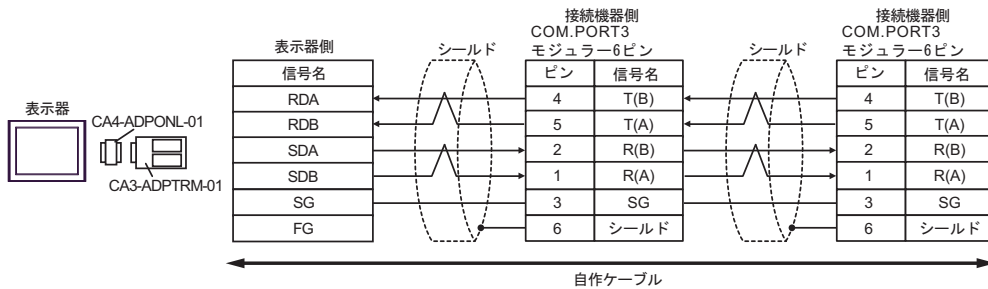 接続機器側
COM.PORT3
モジュラー6ピン
接続機器側
COM.PORT3
モジュラー6ピン
表示器側
シールド
シールド
信号名
ピン 信号名
ピン 信号名
表示器
CA4-ADPONL-01
CA3-ADPTRM-01
RDA 4 T(B) 4 T(B)
RDB 5 T(A) 5 T(A)
SDA 2 R(B) 2 R(B)
SDB 1 R(A) 1 R(A)
SG 3 SG 3 SG
FG 6 シールド 6 シールド
自作ケーブル